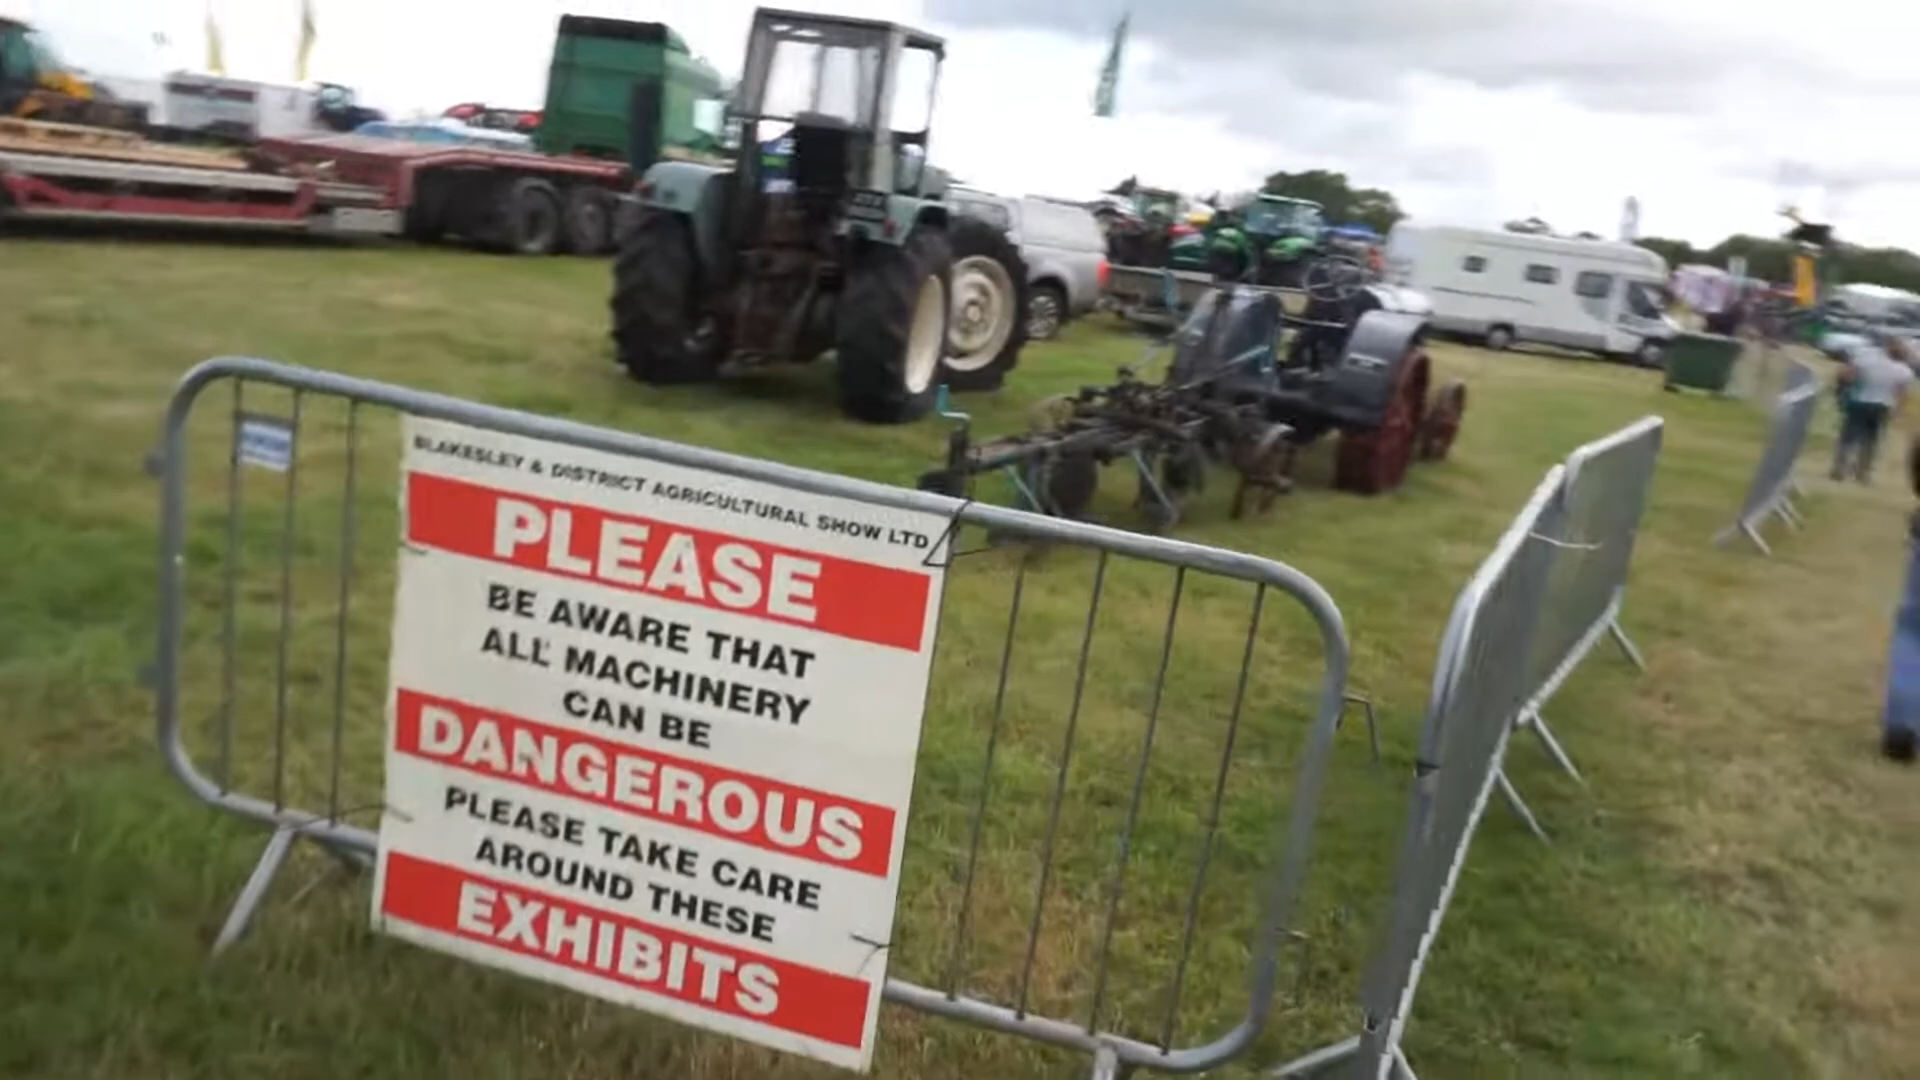 BLAKESLEY & DISTRICT AGRICULTURAL SHOW LTD
PLEASE
BE AWARE THAT
ALL MACHINERY
CAN BE
DANGEROUS
PLEASE TAKE CARE
AROUND THESE
EXHIBITS